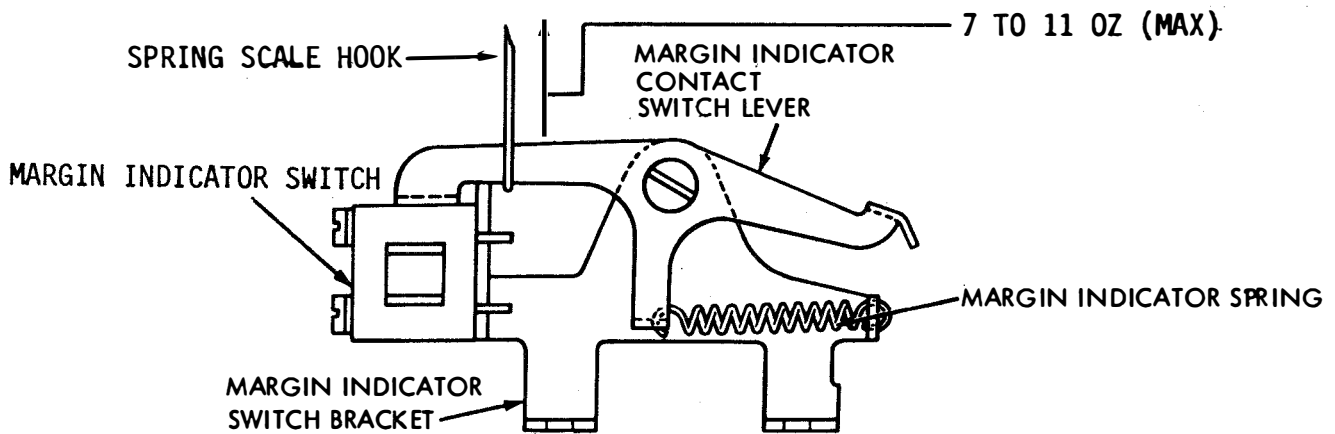 7 TO 11 OZ (MAX)
SPRING SCALE HOOK
MARGIN INDICATOR
CONTACT
SWITCH LEVER
MARGIN INDICATOR SWITCH
MARGIN INDICATOR SPRING
MARGIN INDICATOR
SWITCH BRACKET